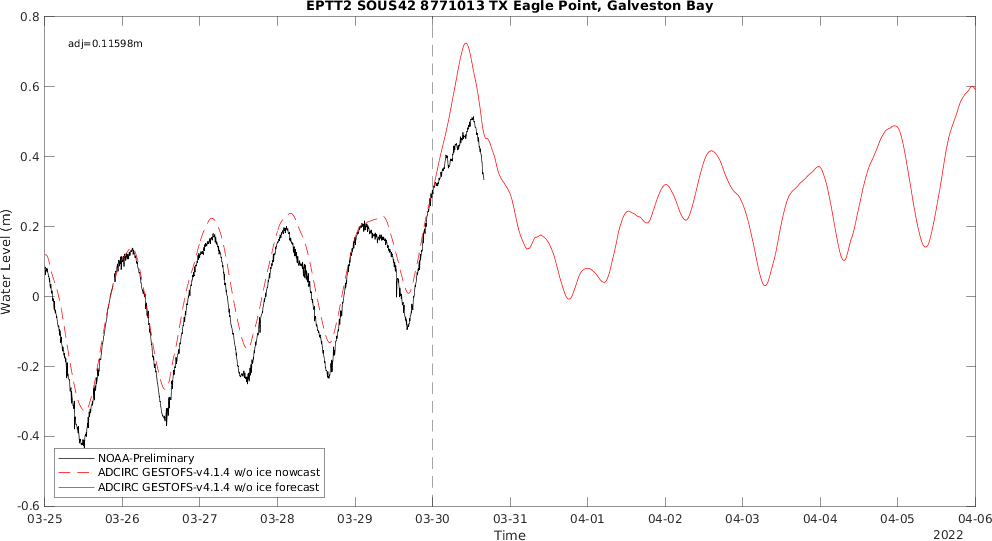 EPTT2 SOUS42 8771013 TX Eagle Point, Galveston Bay
adj=0.11598m
0.8
0.6
0.4
0.2
0
-0.2
-0.4
-0.6
Water Level (m)
NOAA-Preliminary
ADCIRC GESTOFS-v4.1.4 w/o ice nowcast
ADCIRC GESTOFS-v4.1.4 w/o ice forecast
03-25 03-26 03-27 03-28 03-29 03-30 03-31 04-01 04-02 04-03 04-04 04-05 04-06
Time
2022